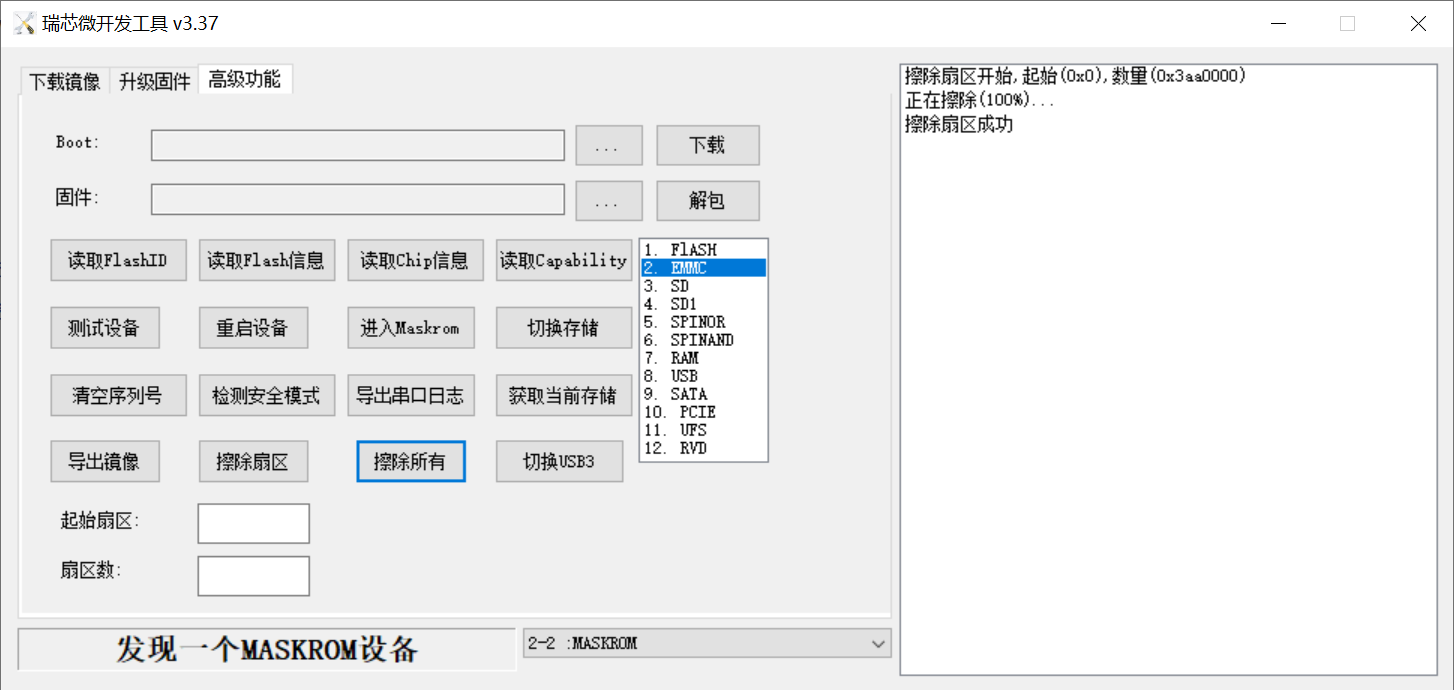 瑞芯微开发工具 v3.37
下载镜像 升级固件 高级功能
Boot: ... 下载
固件: ... 解包
读取FlashID 读取Flash信息 读取Chip信息 读取Capability
测试设备 重启设备 进入Maskrom 切换存储
清空序列号 检测安全模式 导出串口日志 获取当前存储
导出镜像 擦除扇区 擦除所有 切换USB3
1. FlASH
2. EMMC
3. SD
4. SD1
5. SPINOR
6. SPINAND
7. RAM
8. USB
9. SATA
10. PCIE
11. UFS
12. RVD
起始扇区:
扇区数:
发现一个MASKROM设备
2-2 :MASKROM
擦除扇区开始,起始(0x0),数量(0x3aa0000)
正在擦除(100%)...
擦除扇区成功